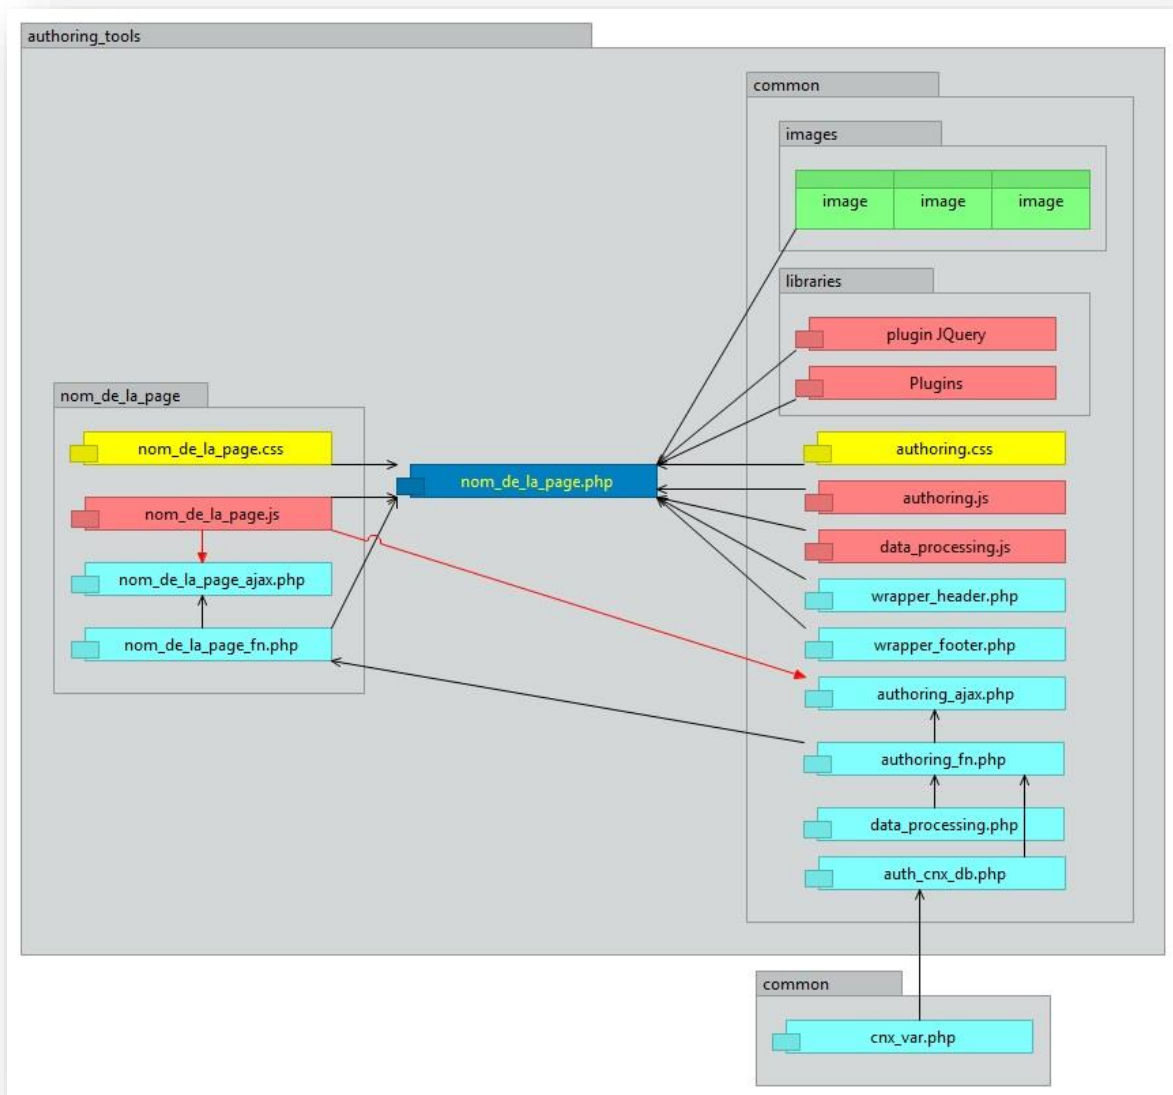 authoring_tools
common
images
image
image
image
libraries
plugin JQuery
Plugins
nom_de_la_page
nom_de_la_page.css
nom_de_la_page.js
nom_de_la_page_ajax.php
nom_de_la_page_fn.php
nom_de_la_page.php
authoring.css
authoring.js
data_processing.js
wrapper_header.php
wrapper_footer.php
authoring_ajax.php
authoring_fn.php
data_processing.php
auth_cnx_db.php
common
cnx_var.php